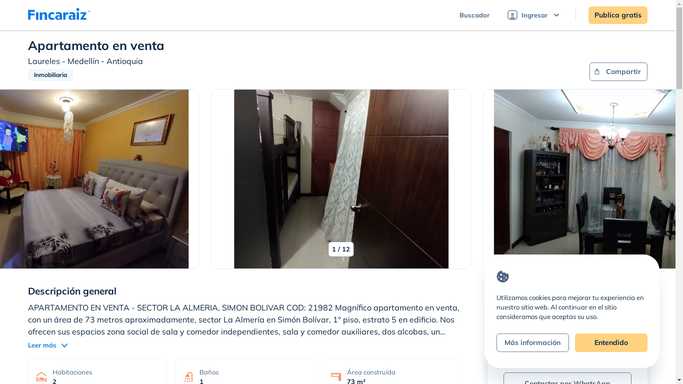 Fincaraiz
Buscador
Ingresar
Publica gratis
Apartamento en venta
Laureles - Medellín - Antioquia
Inmobiliaria
Compartir
1 / 12
Descripción general
APARTAMENTO EN VENTA - SECTOR LA ALMERIA, SIMON BOLIVAR COD: 21982 Magnífico apartamento en venta,
con un área de 73 metros aproximadamente, sector La Almería en Simón Bolívar, 1° piso, estrato 5 en edificio. Nos
ofrecen sus espacios zona social de sala y comedor independientes, sala y comedor auxiliares, dos alcobas, un...
Leer más
Habitaciones
2
Baños
1
Área construida
73 m²
Utilizamos cookies para mejorar tu experiencia en
nuestro sitio web. Al continuar en el sitio
consideramos que aceptas su uso.
Más información
Entendido
Contactar por WhatsApp